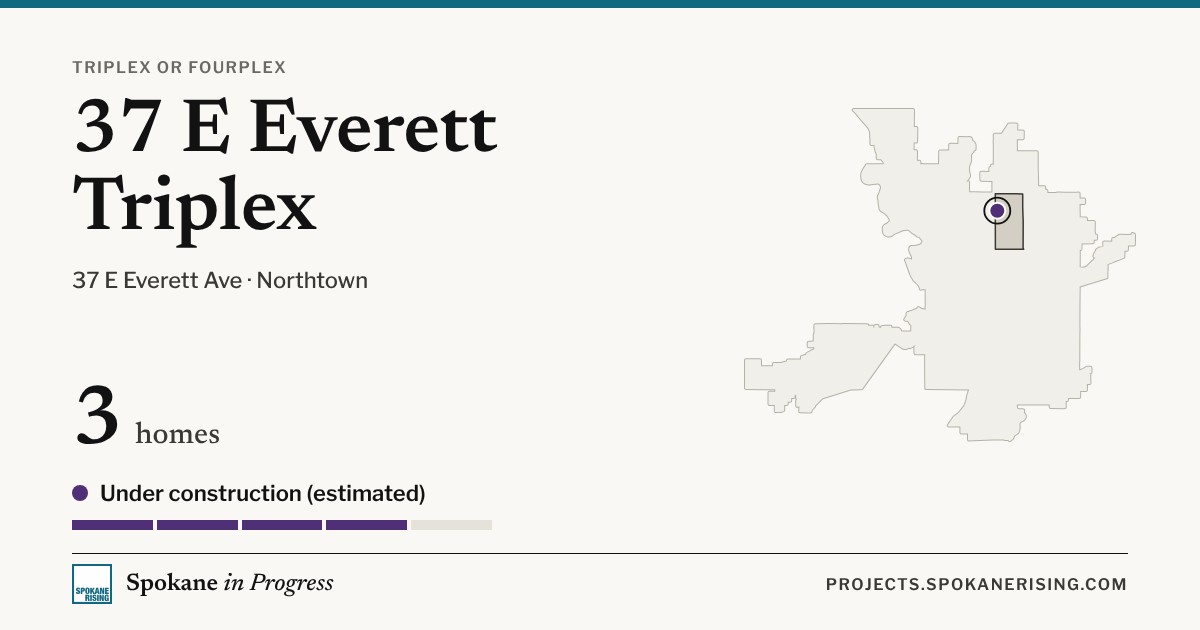 TRIPLEX OR FOURPLEX
37 E Everett
Triplex
37 E Everett Ave · Northtown
3 homes
Under construction (estimated)
SPOKANE
RISING
Spokane in Progress
PROJECTS.SPOKANERISING.COM